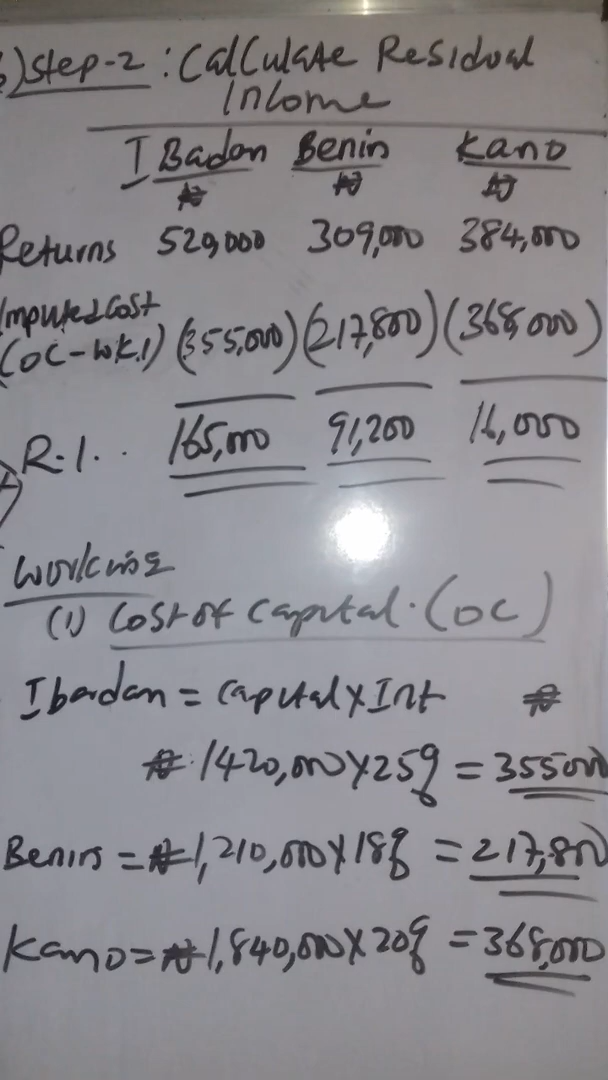 b) Step-2 : Calculate Residual
Income
IBadan Benin Kano
₦ ₦ ₦
Returns 529,000 309,000 384,000
Imputed cost
(OC-WK.1) (355,000) (217,800) (368,000)
R.I.. 165,000 91,200 16,000
Workings
(1) Cost of Capital. (OC)
Ibadan = Capital X Int ₦
₦ 1420,000 X 25% = 355000
Benin = ₦1,210,000 X 18% = 217,800
Kano = ₦1,840,000 X 20% = 368,000